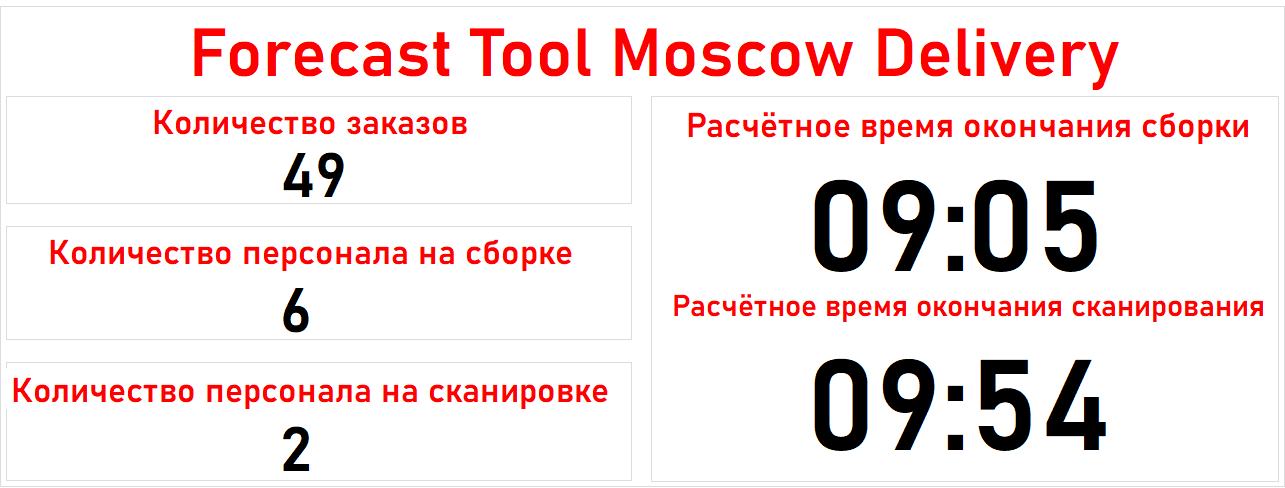 Forecast Tool Moscow Delivery
Количество заказов
49
Количество персонала на сборке
6
Количество персонала на сканировке
2
Расчётное время окончания сборки
09:05
Расчётное время окончания сканирования
09:54